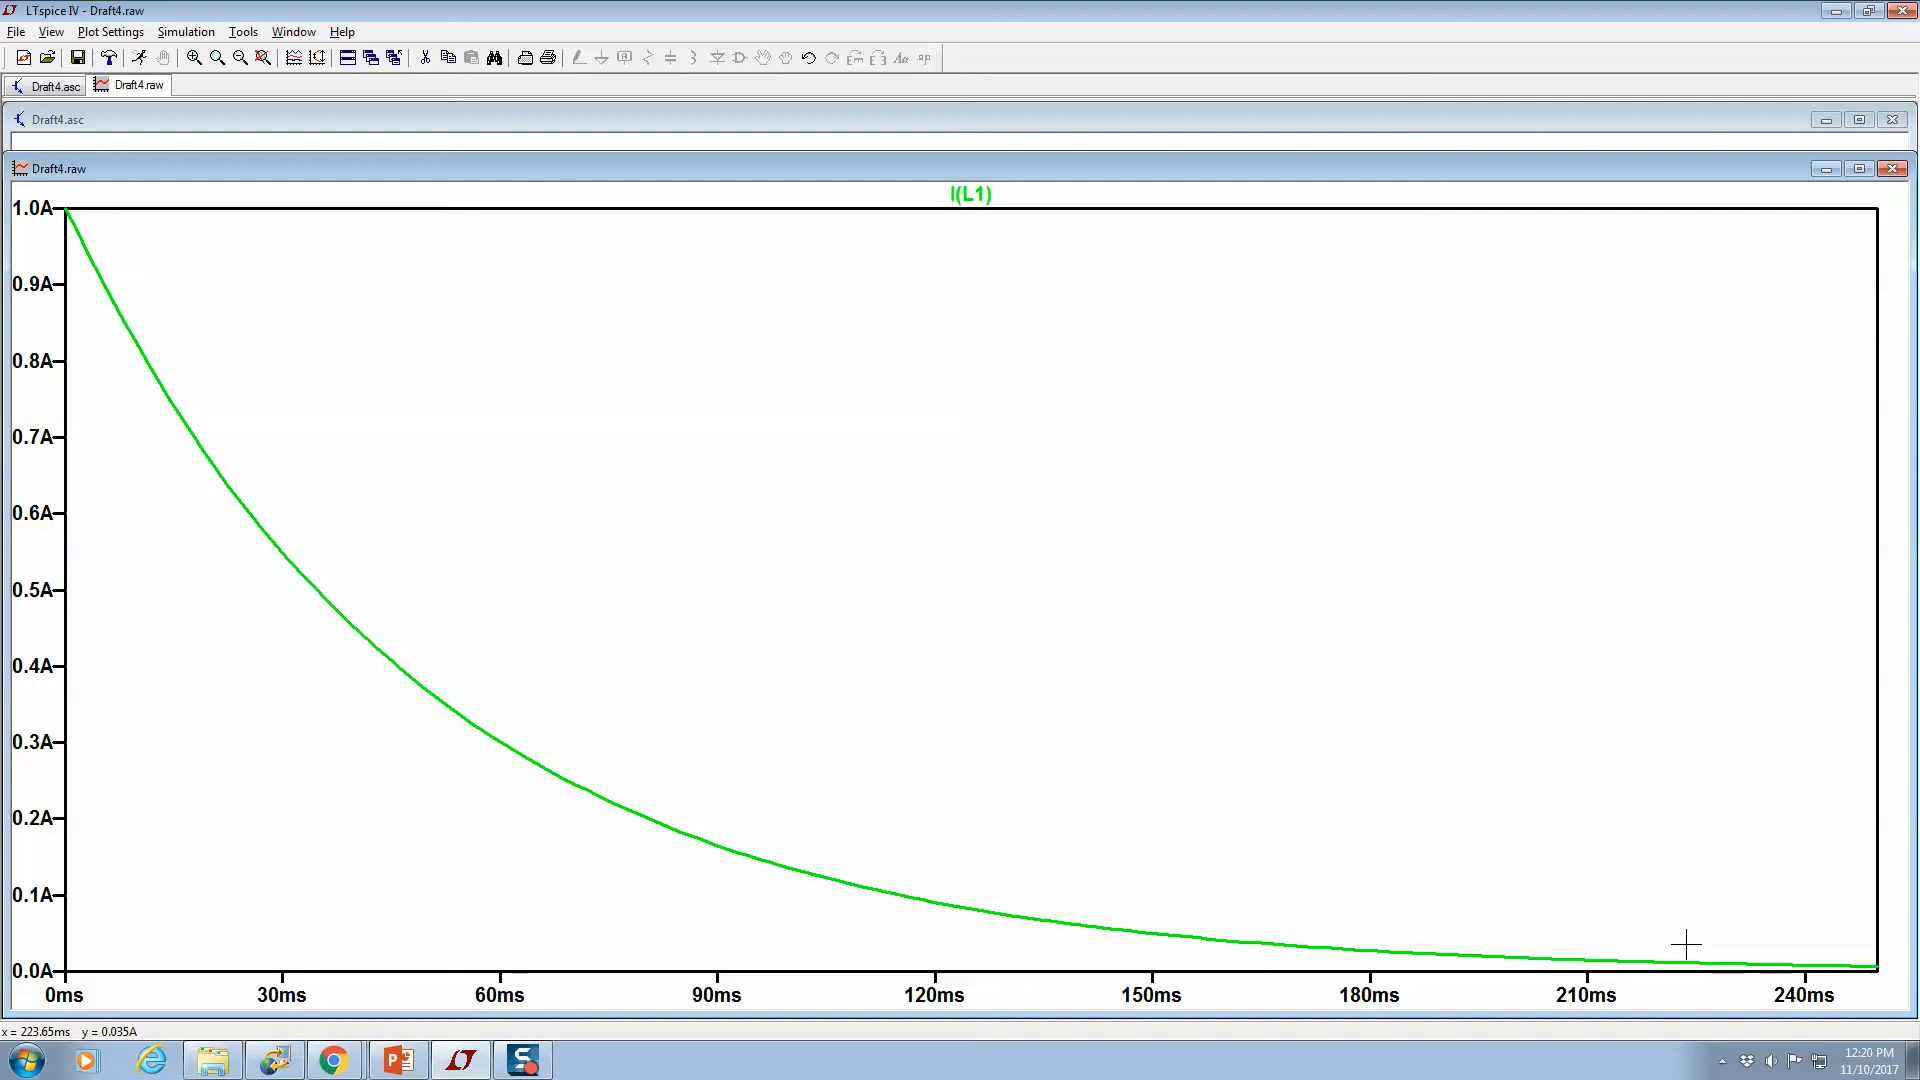 LTspice IV - Draft4.raw
File View Plot Settings Simulation Tools Window Help
Draft4.asc Draft4.raw
Draft4.asc
Draft4.raw
I(L1)
1.0A
0.9A
0.8A
0.7A
0.6A
0.5A
0.4A
0.3A
0.2A
0.1A
0.0A
0ms 30ms 60ms 90ms 120ms 150ms 180ms 210ms 240ms
x = 223.65ms y = 0.035A
12:20 PM
11/10/2017